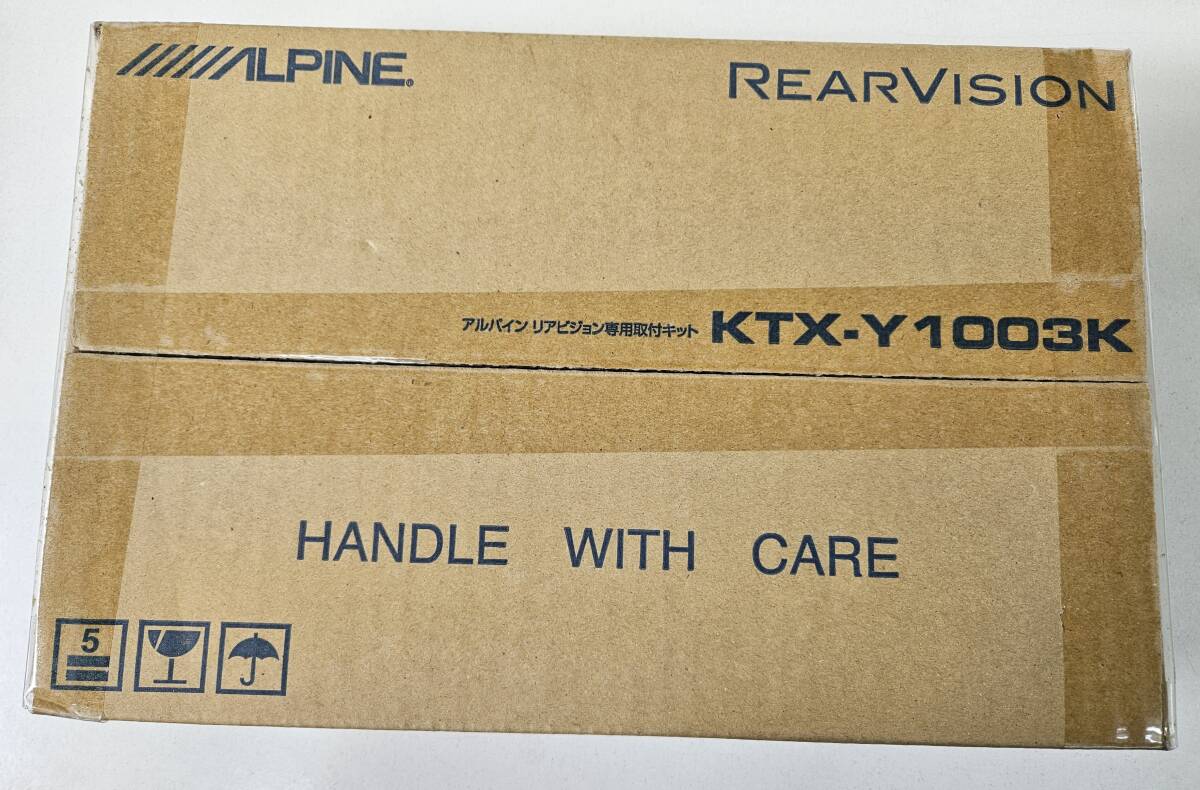 ALPINE®
REARVISION
アルパイン リアビジョン専用取付キット KTX-Y1003K
HANDLE WITH CARE
5